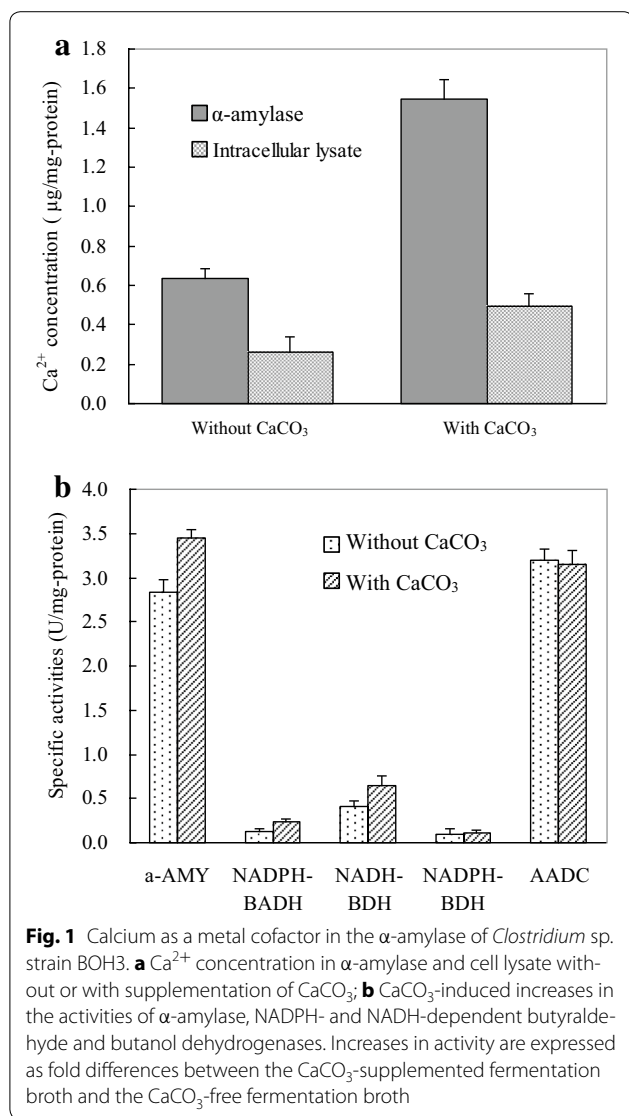 a
1.8
1.6
1.4
1.2
1.0
0.8
0.6
0.4
0.2
0.0
Ca²⁺ concentration ( μg/mg-protein)
α-amylase
Intracellular lysate
Without CaCO₃
With CaCO₃
b
4.0
3.5
3.0
2.5
2.0
1.5
1.0
0.5
0.0
Specific activities (U/mg-protein)
Without CaCO₃
With CaCO₃
a-AMY NADPH- NADH- NADPH- AADC
BADH BDH BDH
Fig. 1 Calcium as a metal cofactor in the α-amylase of Clostridium sp.
strain BOH3. a Ca²⁺ concentration in α-amylase and cell lysate with-
out or with supplementation of CaCO₃; b CaCO₃-induced increases in
the activities of α-amylase, NADPH- and NADH-dependent butyralde-
hyde and butanol dehydrogenases. Increases in activity are expressed
as fold differences between the CaCO₃-supplemented fermentation
broth and the CaCO₃-free fermentation broth